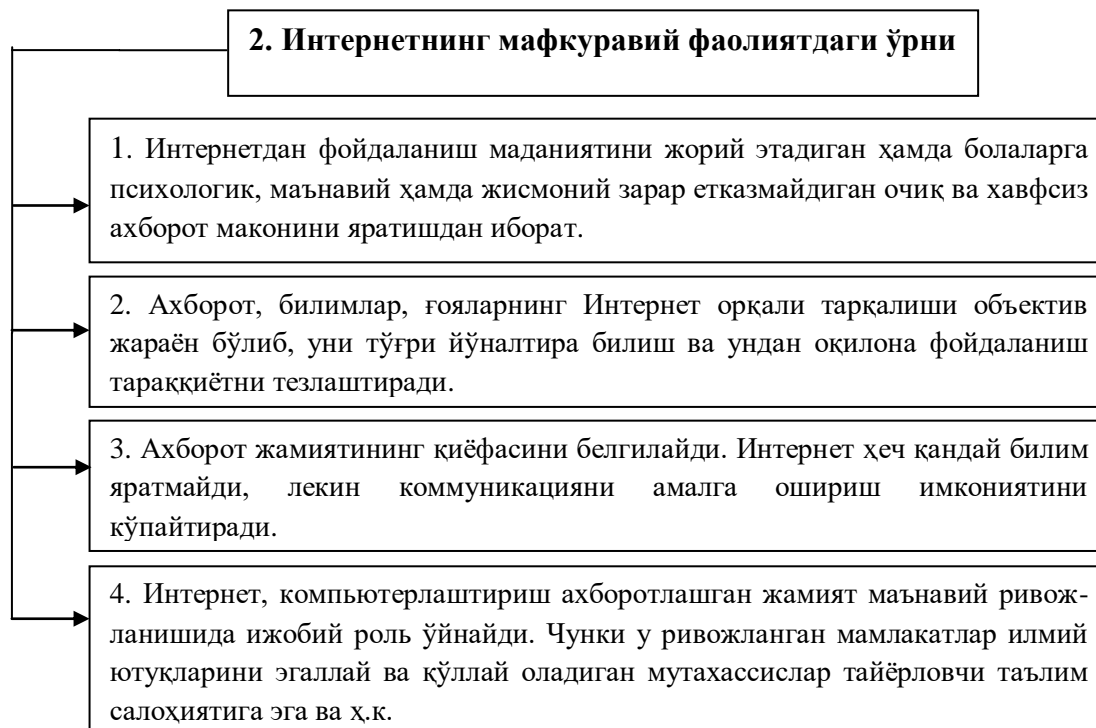 2. Интернетнинг мафкуравий фаолиятдаги ўрни
1. Интернетдан фойдаланиш маданиятини жорий этадиган ҳамда болаларга
психологик, маънавий ҳамда жисмоний зарар етказмайдиган очиқ ва хавфсиз
ахборот маконини яратишдан иборат.
2. Ахборот, билимлар, ғояларнинг Интернет орқали тарқалиши объектив
жараён бўлиб, уни тўғри йўналтира билиш ва ундан оқилона фойдаланиш
тараққиётни тезлаштиради.
3. Ахборот жамиятининг қиёфасини белгилайди. Интернет ҳеч қандай билим
яратмайди, лекин коммуникацияни амалга ошириш имкониятини
кўпайтиради.
4. Интернет, компьютерлаштириш ахборотлашган жамият маънавий ривож-
ланишида ижобий роль ўйнайди. Чунки у ривожланган мамлакатлар илмий
ютуқларини эгаллай ва қўллай оладиган мутахассислар тайёрловчи таълим
салоҳиятига эга ва ҳ.к.